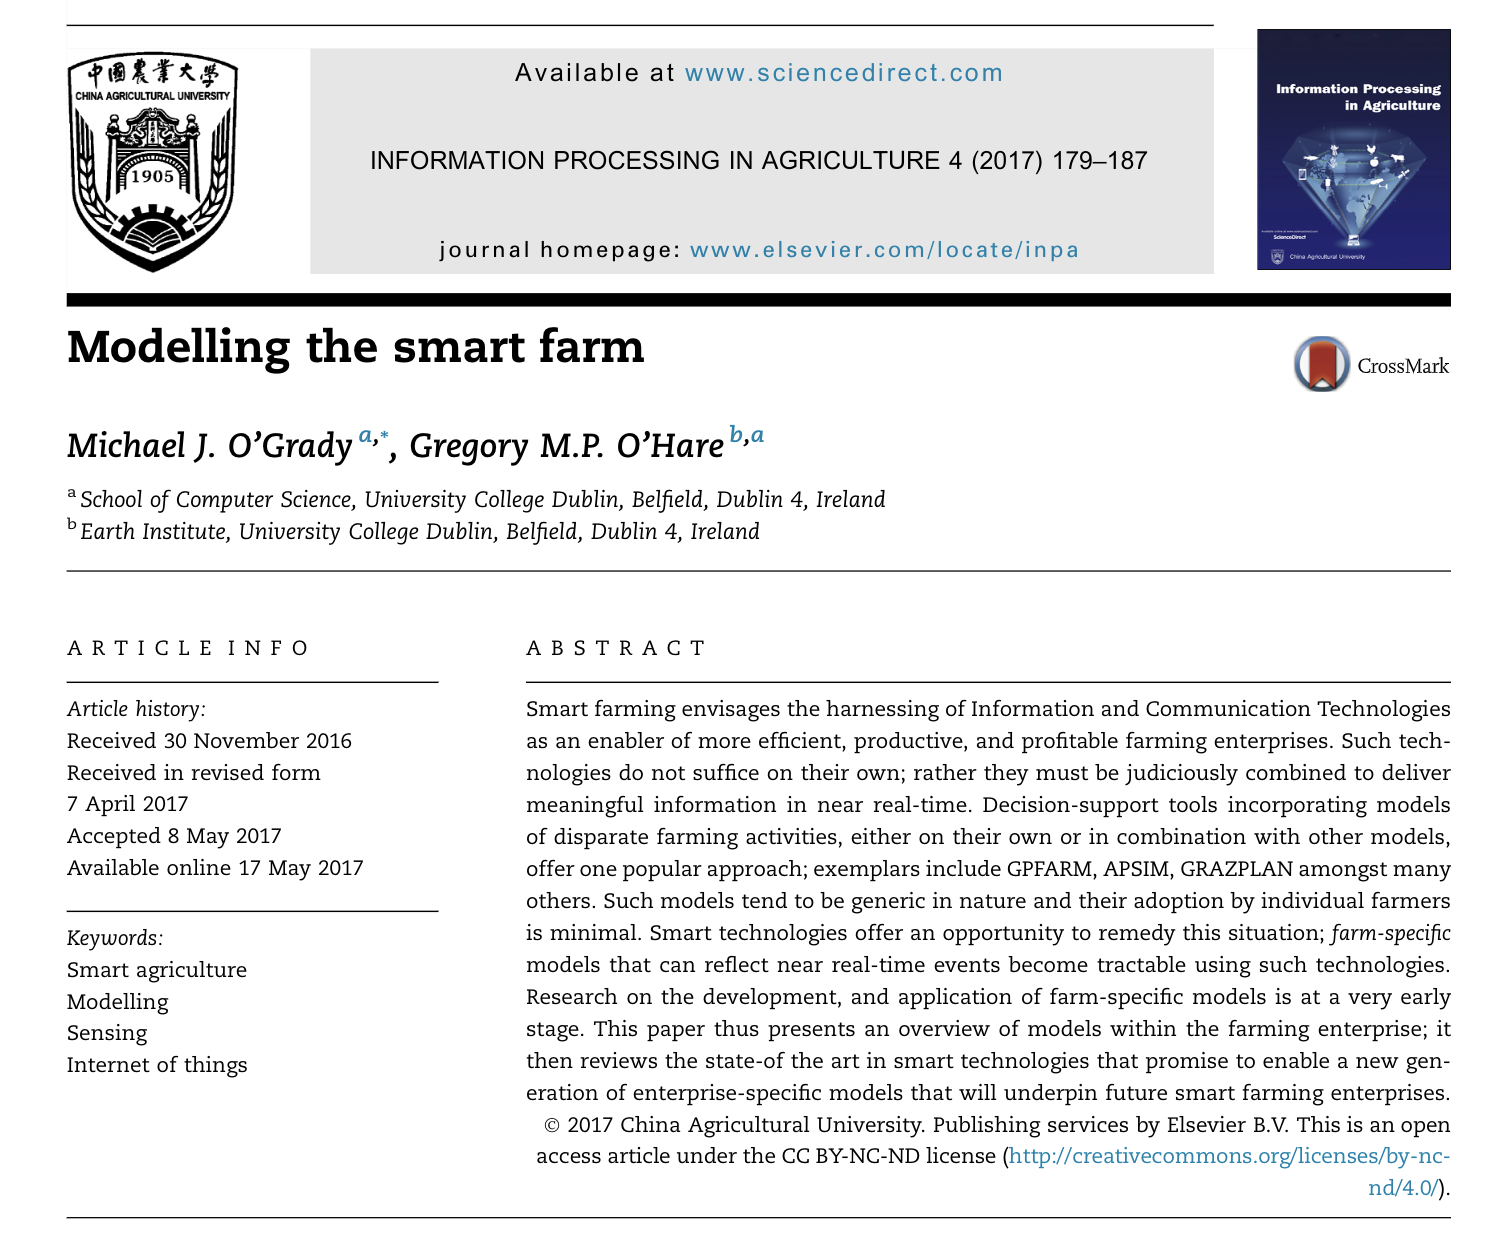 中國農業大學
CHINA AGRICULTURAL UNIVERSITY
1905
Available at www.sciencedirect.com
INFORMATION PROCESSING IN AGRICULTURE 4 (2017) 179–187
journal homepage: www.elsevier.com/locate/inpa
Information Processing
in Agriculture
ScienceDirect
China Agricultural University
Modelling the smart farm
CrossMark
Michael J. O'Grady a,*, Gregory M.P. O'Hare b,a
a School of Computer Science, University College Dublin, Belfield, Dublin 4, Ireland
b Earth Institute, University College Dublin, Belfield, Dublin 4, Ireland
ARTICLE INFO
Article history:
Received 30 November 2016
Received in revised form
7 April 2017
Accepted 8 May 2017
Available online 17 May 2017
Keywords:
Smart agriculture
Modelling
Sensing
Internet of things
ABSTRACT
Smart farming envisages the harnessing of Information and Communication Technologies
as an enabler of more efficient, productive, and profitable farming enterprises. Such tech-
nologies do not suffice on their own; rather they must be judiciously combined to deliver
meaningful information in near real-time. Decision-support tools incorporating models
of disparate farming activities, either on their own or in combination with other models,
offer one popular approach; exemplars include GPFARM, APSIM, GRAZPLAN amongst many
others. Such models tend to be generic in nature and their adoption by individual farmers
is minimal. Smart technologies offer an opportunity to remedy this situation; farm-specific
models that can reflect near real-time events become tractable using such technologies.
Research on the development, and application of farm-specific models is at a very early
stage. This paper thus presents an overview of models within the farming enterprise; it
then reviews the state-of the art in smart technologies that promise to enable a new gen-
eration of enterprise-specific models that will underpin future smart farming enterprises.
© 2017 China Agricultural University. Publishing services by Elsevier B.V. This is an open
access article under the CC BY-NC-ND license (http://creativecommons.org/licenses/by-nc-
nd/4.0/).